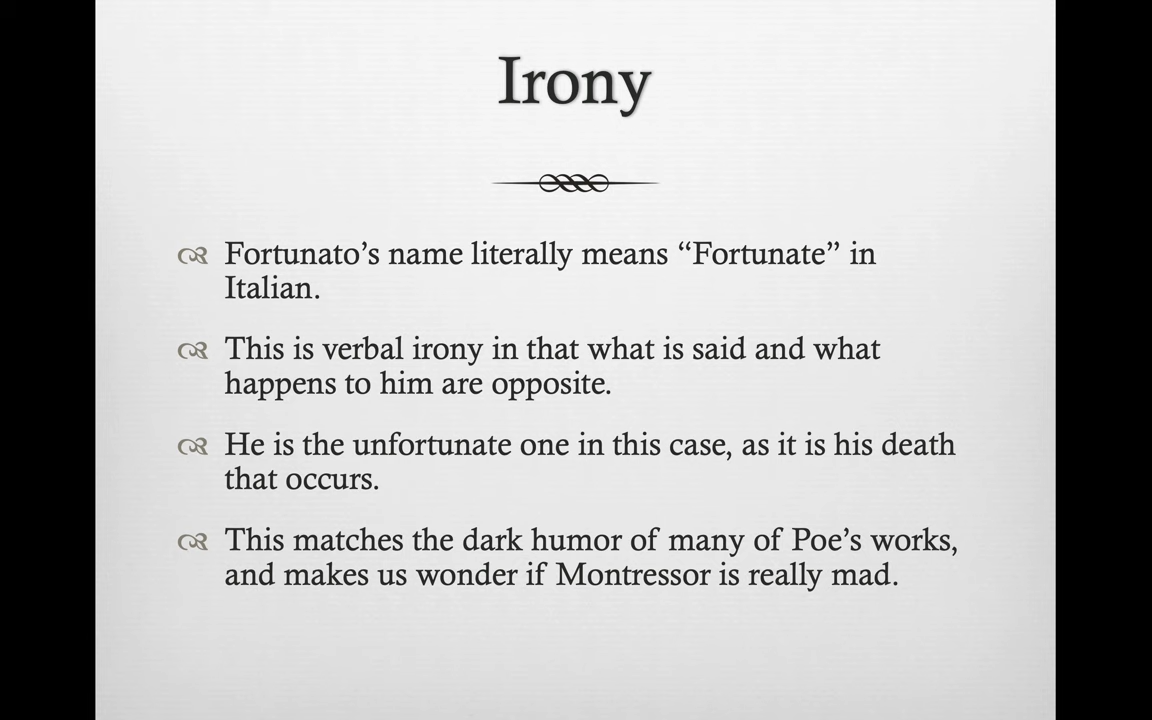 Irony
Fortunato’s name literally means “Fortunate” in
Italian.
This is verbal irony in that what is said and what
happens to him are opposite.
He is the unfortunate one in this case, as it is his death
that occurs.
This matches the dark humor of many of Poe’s works,
and makes us wonder if Montressor is really mad.